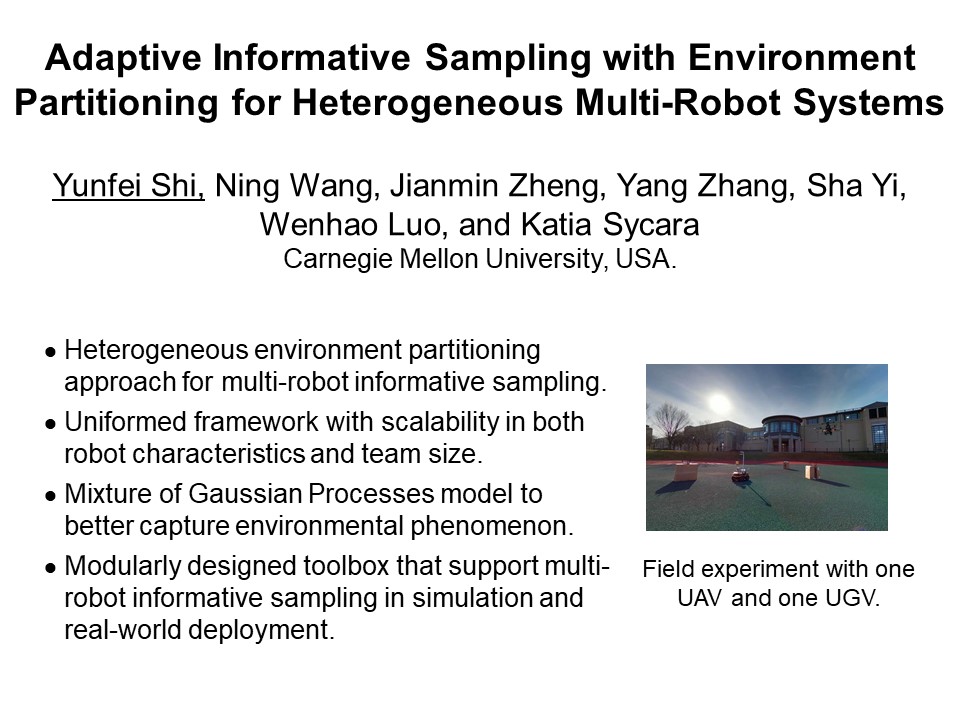 Adaptive Informative Sampling with Environment
Partitioning for Heterogeneous Multi-Robot Systems
Yunfei Shi, Ning Wang, Jianmin Zheng, Yang Zhang, Sha Yi,
Wenhao Luo, and Katia Sycara
Carnegie Mellon University, USA.
● Heterogeneous environment partitioning
approach for multi-robot informative sampling.
● Uniformed framework with scalability in both
robot characteristics and team size.
● Mixture of Gaussian Processes model to
better capture environmental phenomenon.
● Modularly designed toolbox that support multi-
robot informative sampling in simulation and
real-world deployment.
Field experiment with one
UAV and one UGV.